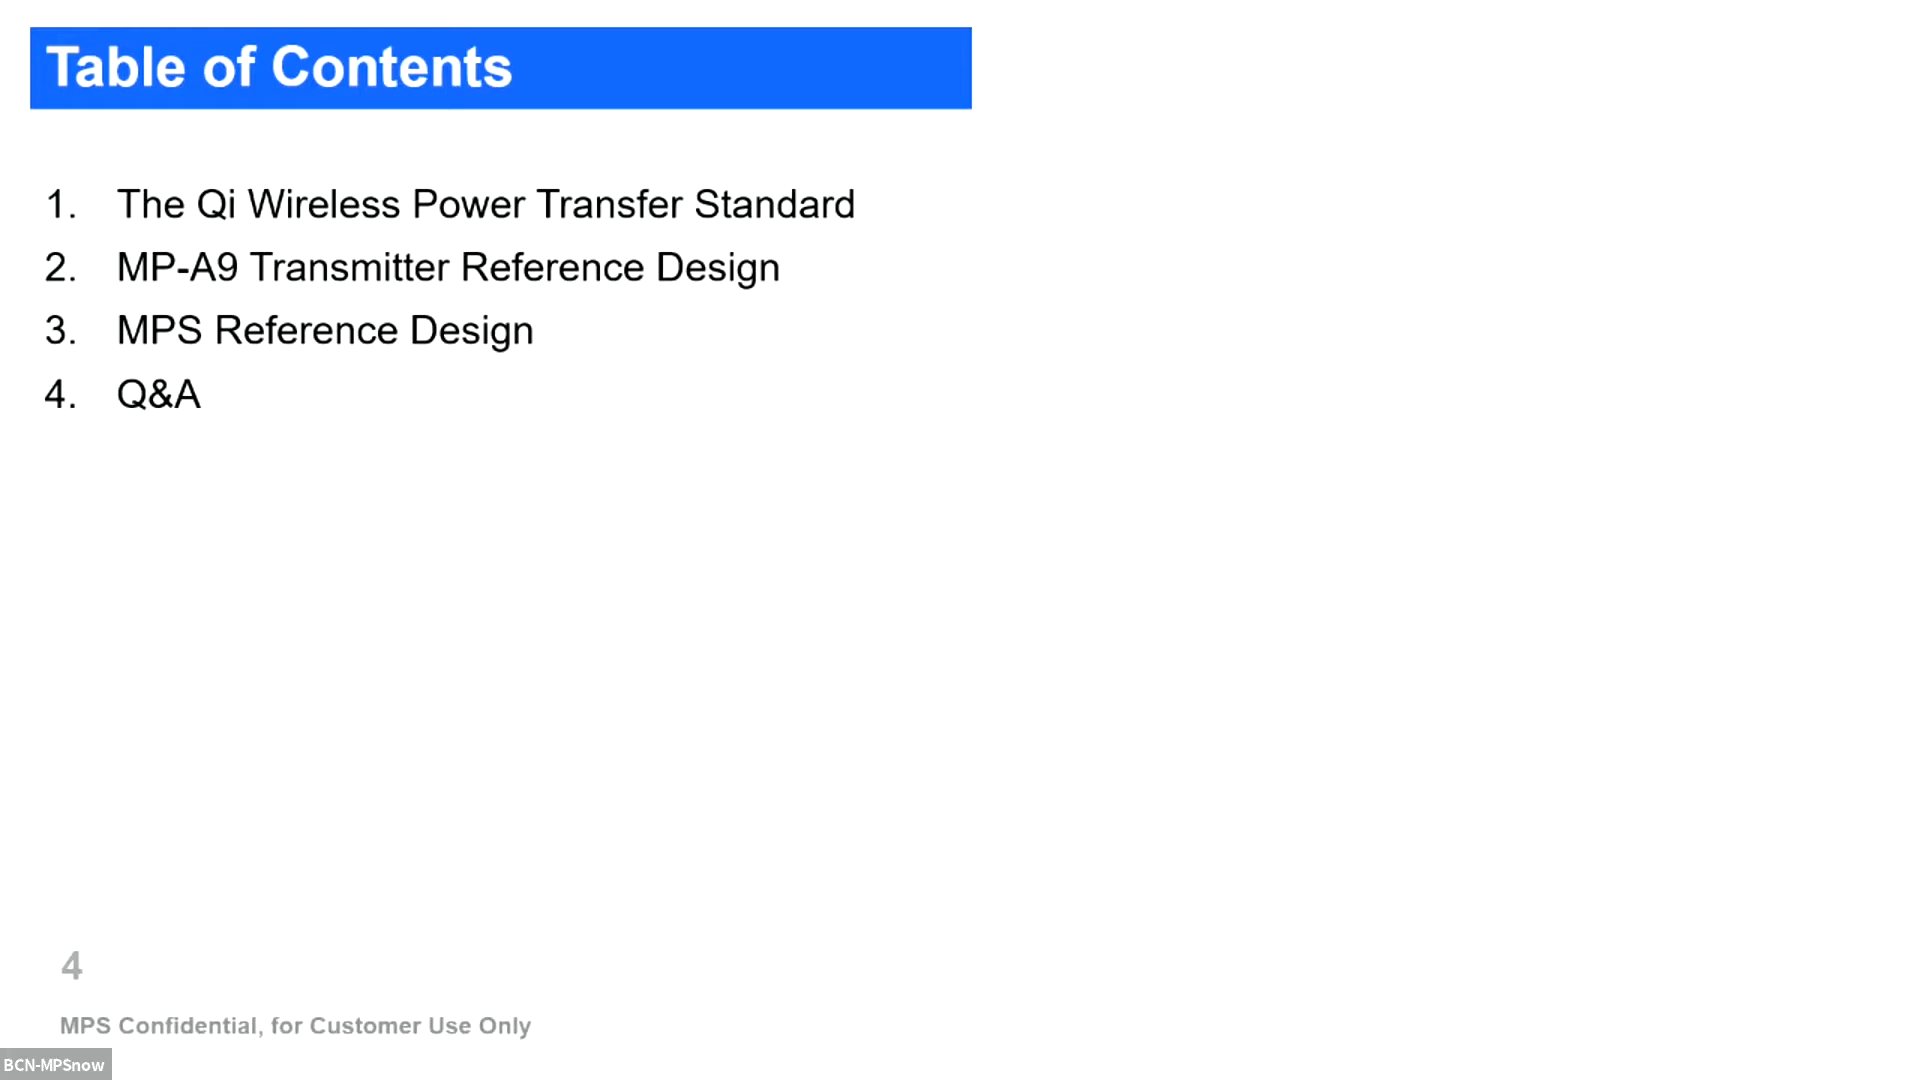 Table of Contents
1. The Qi Wireless Power Transfer Standard
2. MP-A9 Transmitter Reference Design
3. MPS Reference Design
4. Q&A
4
MPS Confidential, for Customer Use Only
BCN-MPSnow